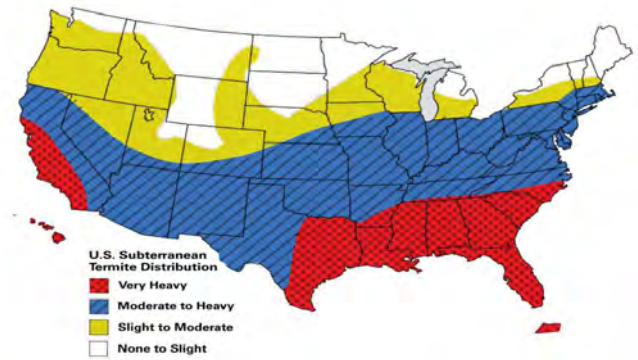 U.S. Subterranean
Termite Distribution
Very Heavy
Moderate to Heavy
Slight to Moderate
None to Slight